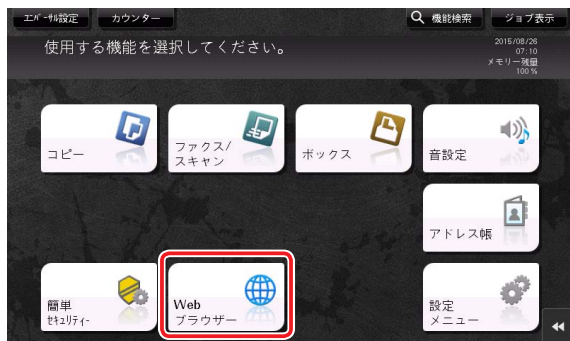 ﾕﾆﾊﾞｰｻﾙ設定 カウンター 機能検索 ジョブ表示
使用する機能を選択してください。
2015/08/26
07:10
メモリー残量
100 %
コピー
ファクス/
スキャン
ボックス
音設定
アドレス帳
簡単
ｾｷｭﾘﾃｨｰ
Web
ブラウザー
設定
メニュー